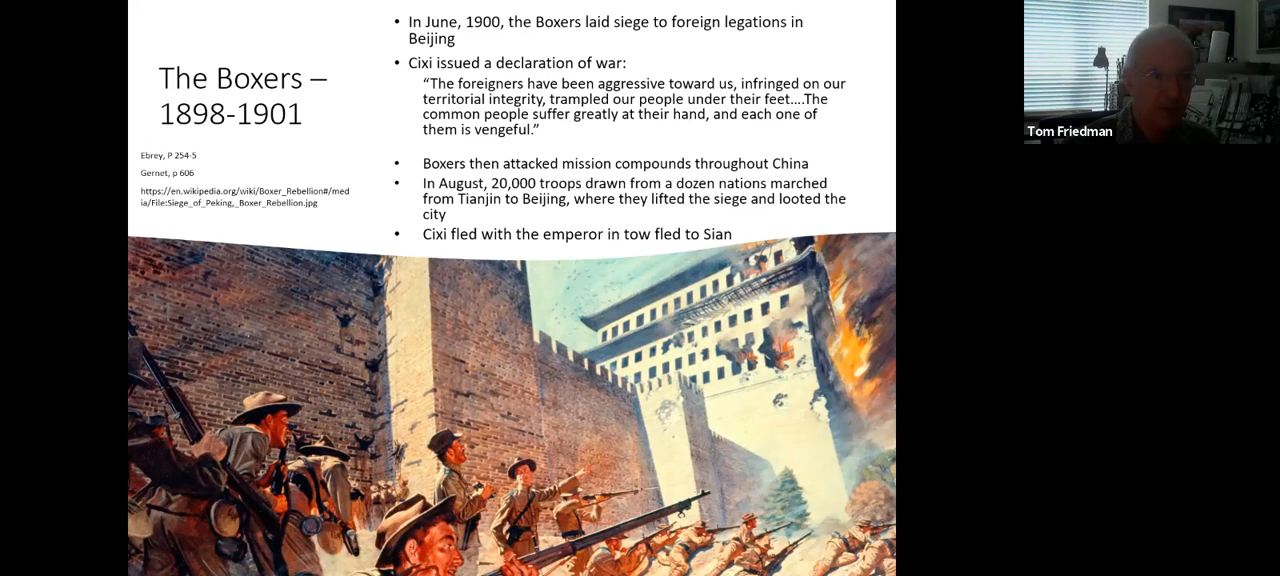 The Boxers –
1898-1901
Ebrey, P 254-5
Gernet, p 606
https://en.wikipedia.org/wiki/Boxer_Rebellion#/med
ia/File:Siege_of_Peking,_Boxer_Rebellion.jpg
• In June, 1900, the Boxers laid siege to foreign legations in
Beijing
• Cixi issued a declaration of war:
“The foreigners have been aggressive toward us, infringed on our
territorial integrity, trampled our people under their feet....The
common people suffer greatly at their hand, and each one of
them is vengeful.”
• Boxers then attacked mission compounds throughout China
• In August, 20,000 troops drawn from a dozen nations marched
from Tianjin to Beijing, where they lifted the siege and looted the
city
• Cixi fled with the emperor in tow fled to Sian
Tom Friedman